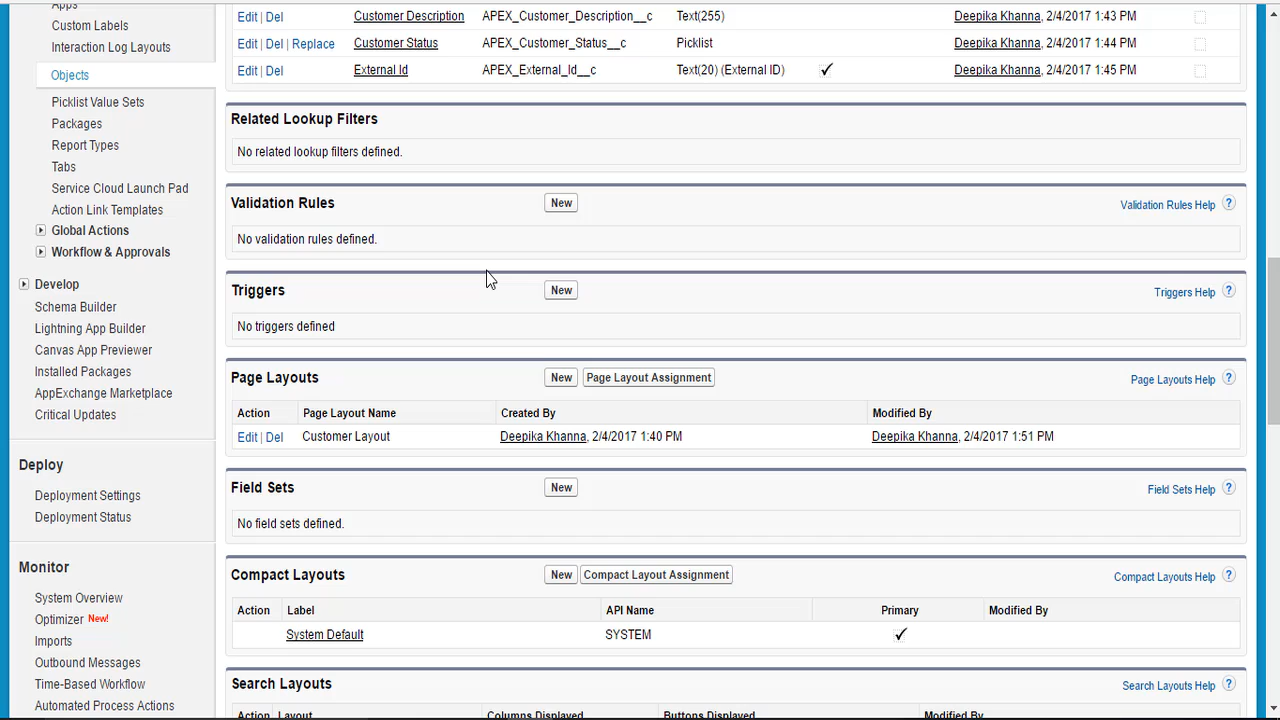 Apps
Custom Labels
Interaction Log Layouts
Objects
Picklist Value Sets
Packages
Report Types
Tabs
Service Cloud Launch Pad
Action Link Templates
Global Actions
Workflow & Approvals
Develop
Schema Builder
Lightning App Builder
Canvas App Previewer
Installed Packages
AppExchange Marketplace
Critical Updates
Deploy
Deployment Settings
Deployment Status
Monitor
System Overview
Optimizer New!
Imports
Outbound Messages
Time-Based Workflow
Automated Process Actions
Edit | Del Customer Description APEX_Customer_Description__c Text(255) Deepika Khanna, 2/4/2017 1:43 PM
Edit | Del | Replace Customer Status APEX_Customer_Status__c Picklist Deepika Khanna, 2/4/2017 1:44 PM
Edit | Del External Id APEX_External_Id__c Text(20) (External ID) Deepika Khanna, 2/4/2017 1:45 PM
Related Lookup Filters
No related lookup filters defined.
Validation Rules New Validation Rules Help ?
No validation rules defined.
Triggers New Triggers Help ?
No triggers defined
Page Layouts New Page Layout Assignment Page Layouts Help ?
Action Page Layout Name Created By Modified By
Edit | Del Customer Layout Deepika Khanna, 2/4/2017 1:40 PM Deepika Khanna, 2/4/2017 1:51 PM
Field Sets New Field Sets Help ?
No field sets defined.
Compact Layouts New Compact Layout Assignment Compact Layouts Help ?
Action Label API Name Primary Modified By
System Default SYSTEM
Search Layouts Search Layouts Help ?
Action Layout Columns Displayed Buttons Displayed Modified By